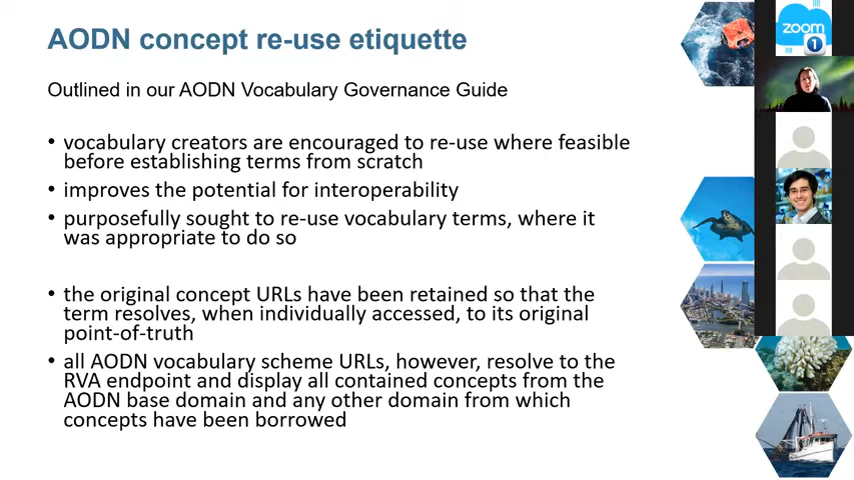 AODN concept re-use etiquette
Outlined in our AODN Vocabulary Governance Guide
• vocabulary creators are encouraged to re-use where feasible
before establishing terms from scratch
• improves the potential for interoperability
• purposefully sought to re-use vocabulary terms, where it
was appropriate to do so
• the original concept URLs have been retained so that the
term resolves, when individually accessed, to its original
point-of-truth
• all AODN vocabulary scheme URLs, however, resolve to the
RVA endpoint and display all contained concepts from the
AODN base domain and any other domain from which
concepts have been borrowed
zoom
1